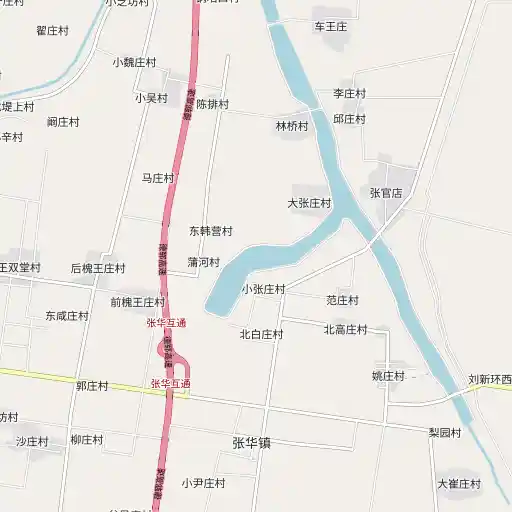 小芝坊村
翟庄村
车王庄
小魏庄村
李庄村
小吴村
陈排村
堤上村
阚庄村
邱庄村
林桥村
辛村
马庄村
张官店
大张庄村
东韩营村
蒲河村
王双堂村
后槐王庄村
小张庄村
前槐王庄村
范庄村
东咸庄村
张华互通
北白庄村
北高庄村
姚庄村
刘新环西
张华互通
郭庄村
坊村
梨园村
沙庄村
柳庄村
张华镇
小尹庄村
大崔庄村